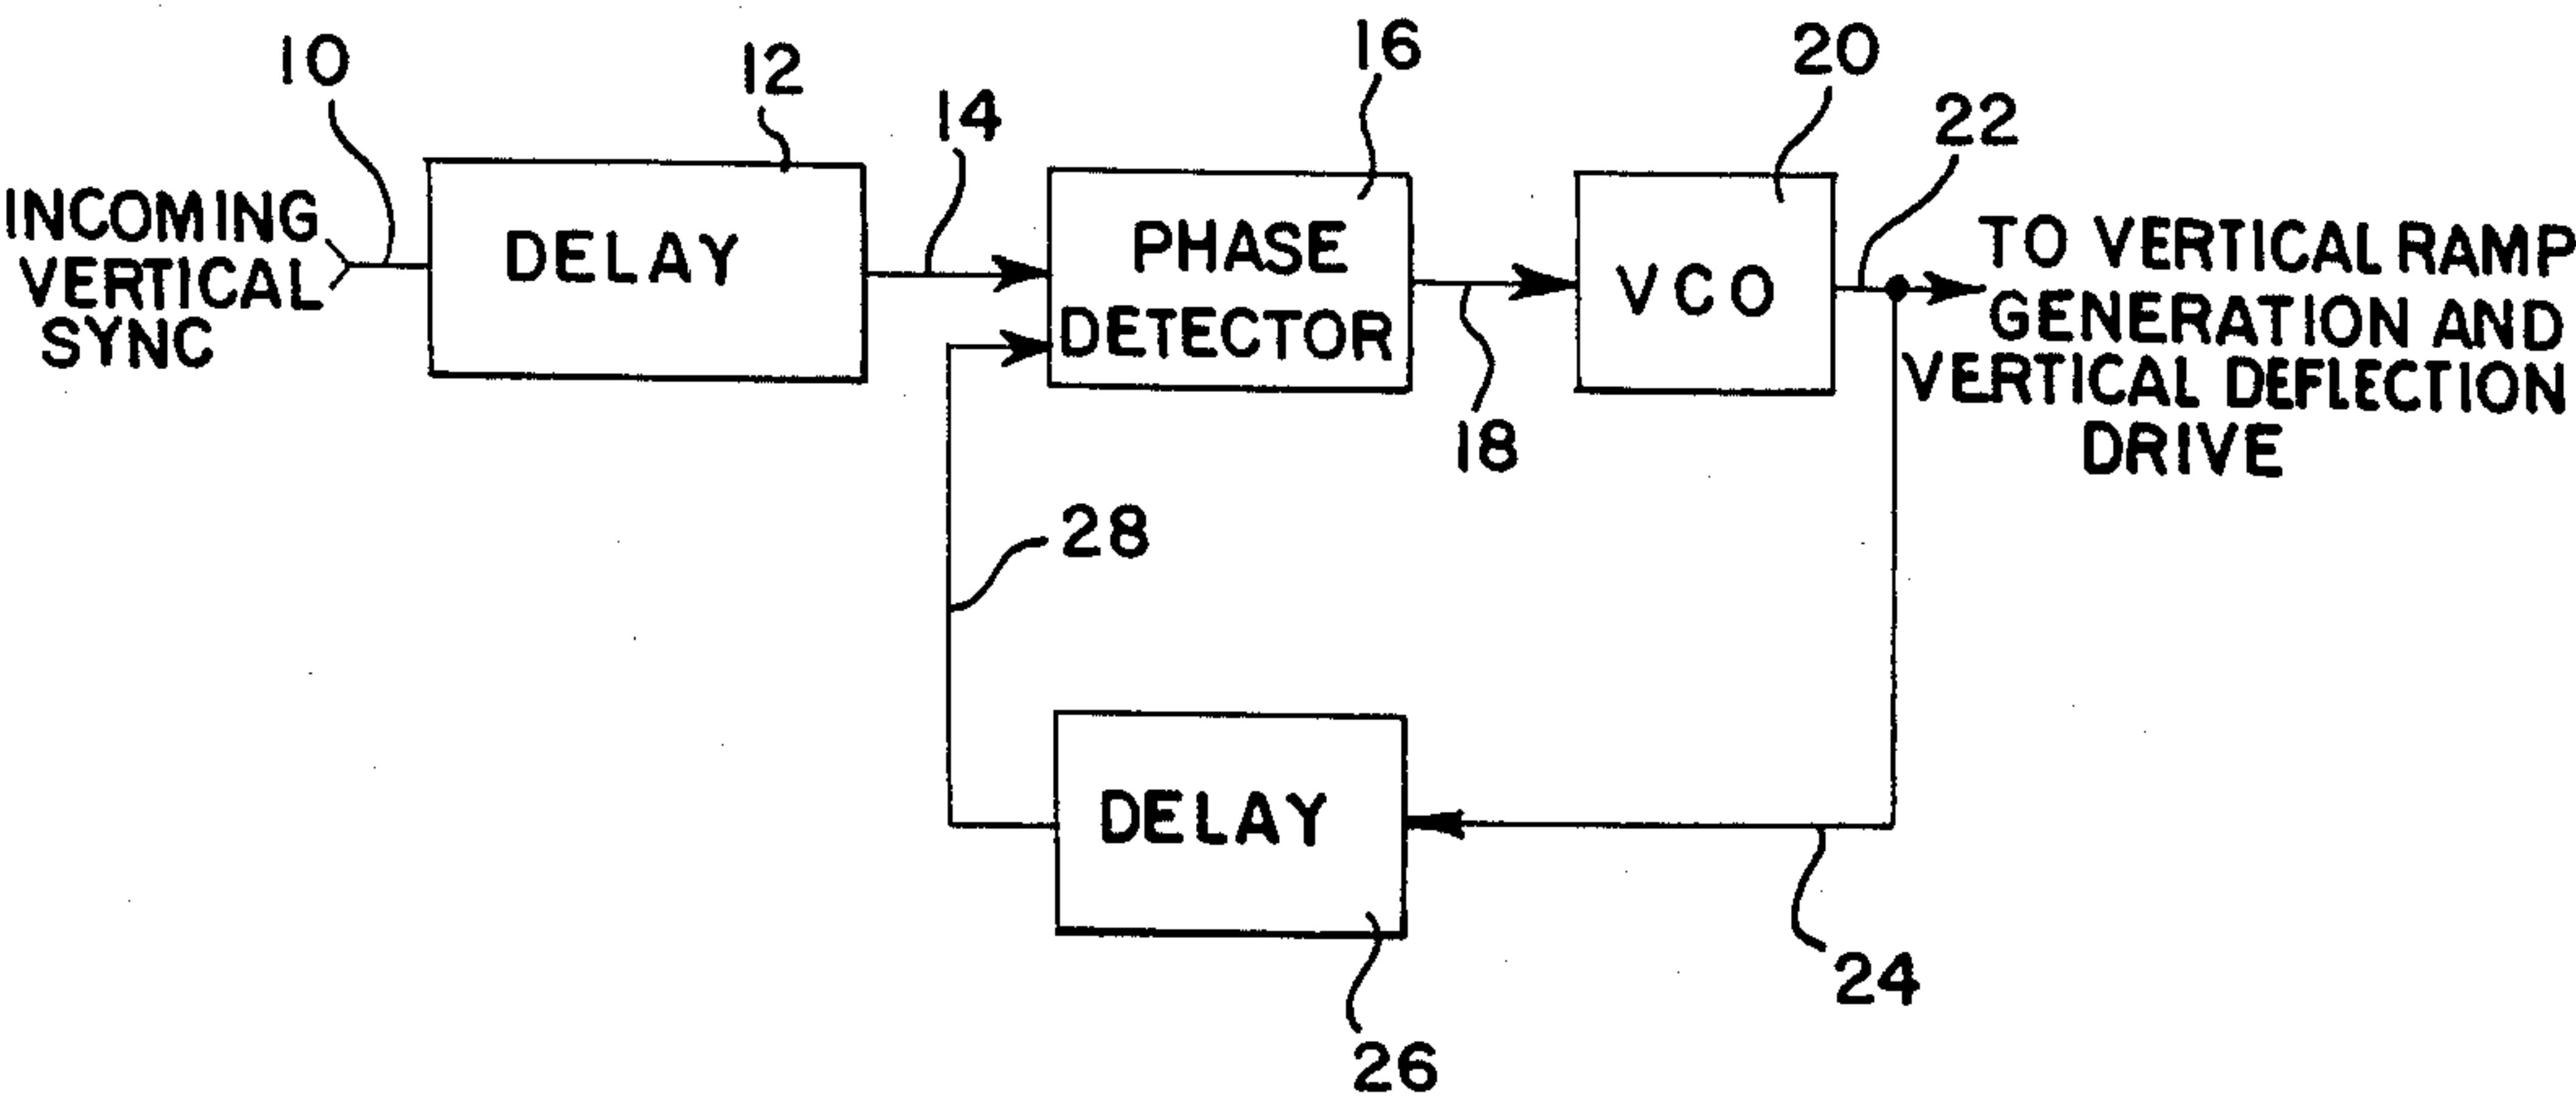 10
12
14
16
20
22
INCOMING
VERTICAL
SYNC
DELAY
PHASE
DETECTOR
VCO
TO VERTICAL RAMP
GENERATION AND
VERTICAL DEFLECTION
DRIVE
18
28
DELAY
24
26